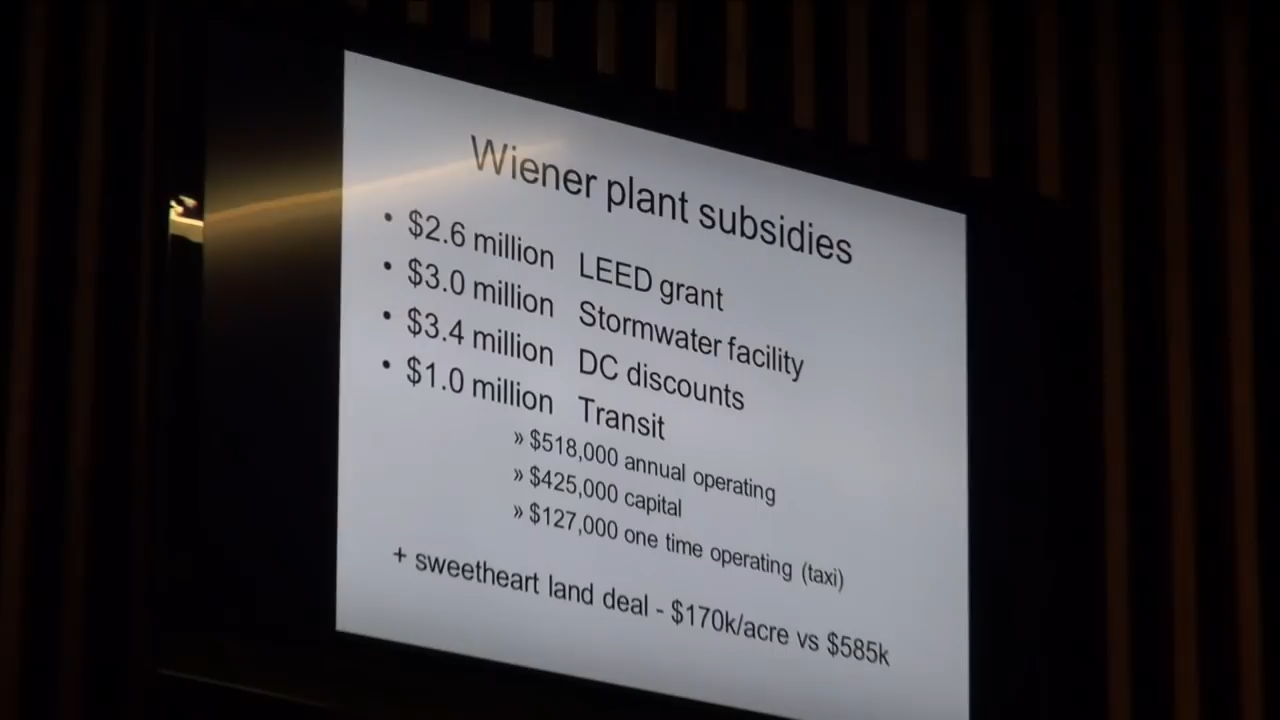 Wiener plant subsidies
• $2.6 million LEED grant
• $3.0 million Stormwater facility
• $3.4 million DC discounts
• $1.0 million Transit
» $518,000 annual operating
» $425,000 capital
» $127,000 one time operating (taxi)
+ sweetheart land deal - $170k/acre vs $585k